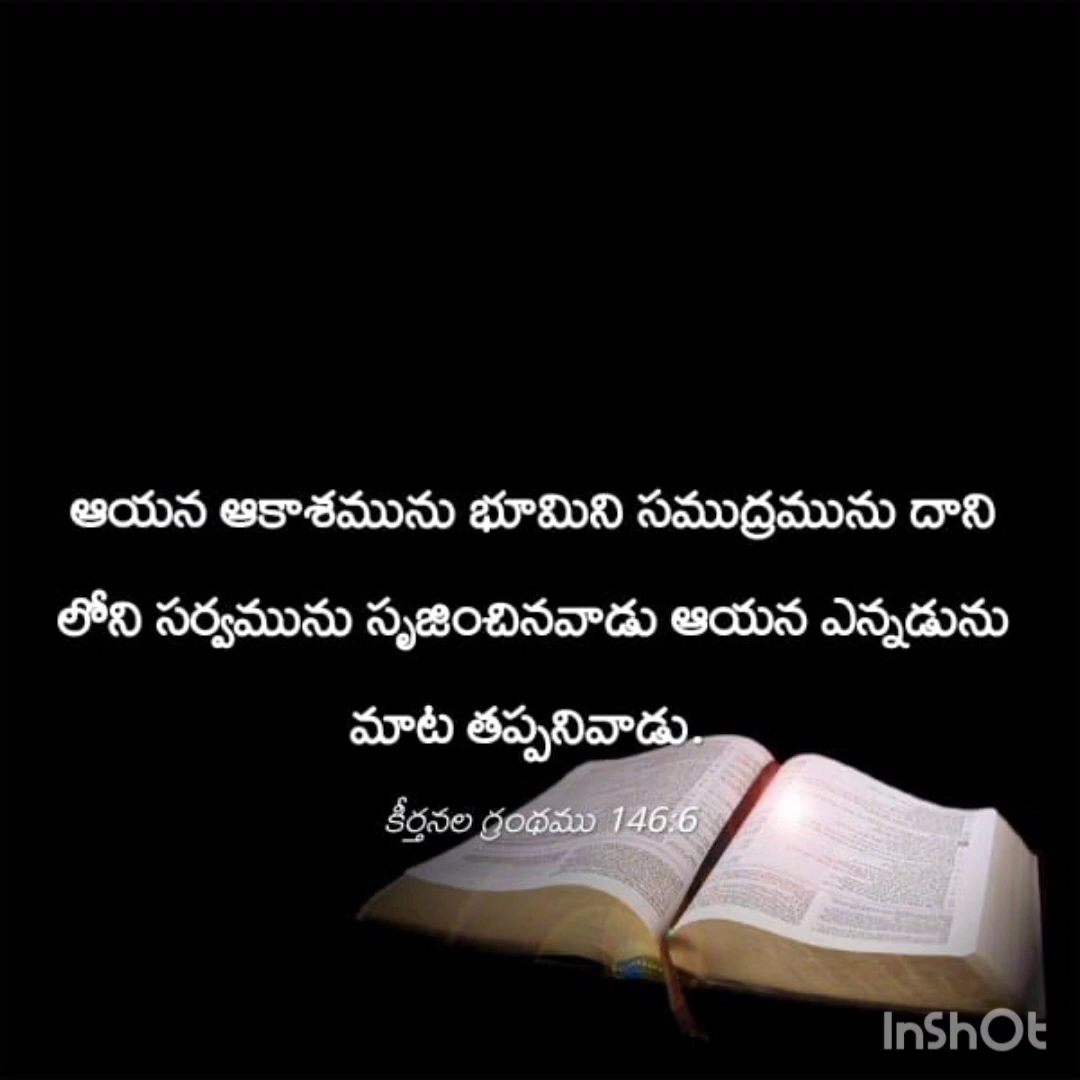 ఆయన ఆకాశమును భూమిని సముద్రమును దాని
లోని సర్వమును సృజించినవాడు ఆయన ఎన్నడును
మాట తప్పనివాడు.
కీర్తనల గ్రంథము 146:6
InShOt